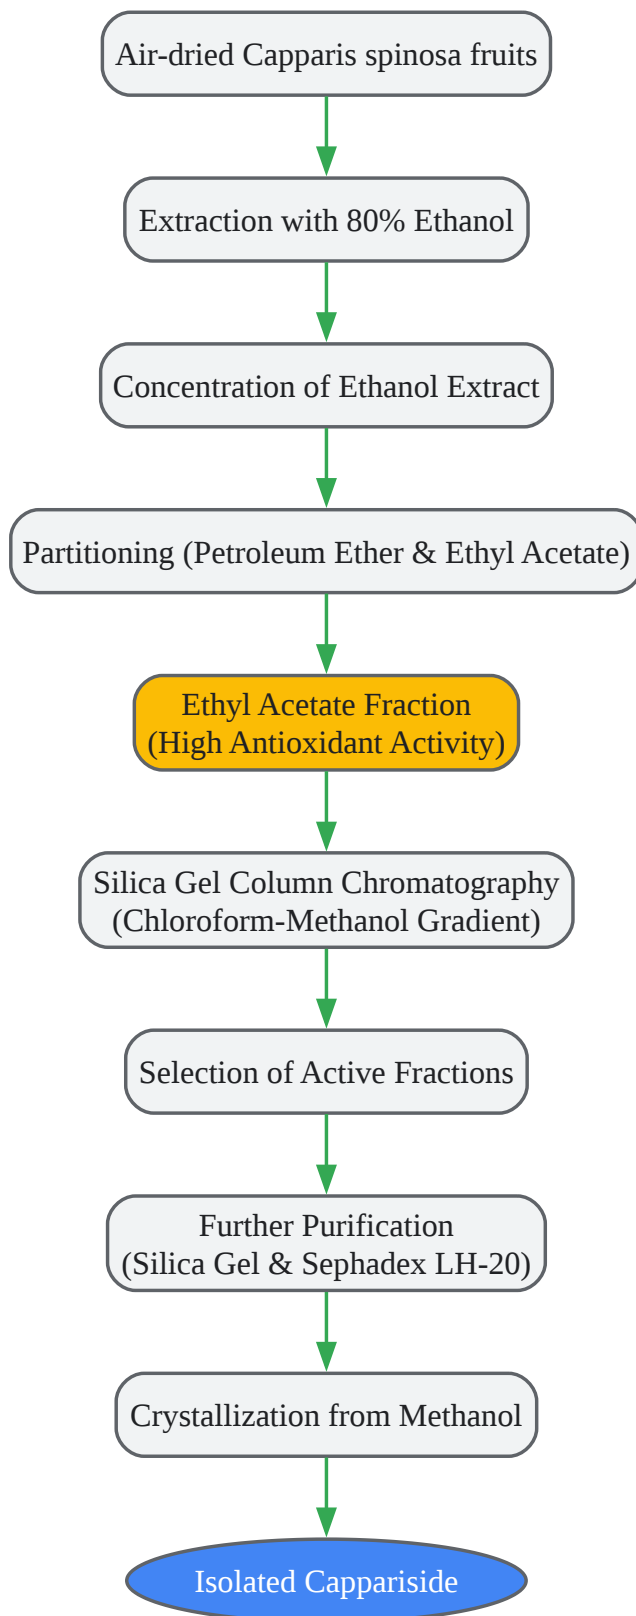 Air-dried Capparis spinosa fruits
Extraction with 80% Ethanol
Concentration of Ethanol Extract
Partitioning (Petroleum Ether & Ethyl Acetate)
Ethyl Acetate Fraction
(High Antioxidant Activity)
Silica Gel Column Chromatography
(Chloroform-Methanol Gradient)
Selection of Active Fractions
Further Purification
(Silica Gel & Sephadex LH-20)
Crystallization from Methanol
Isolated Cappariside